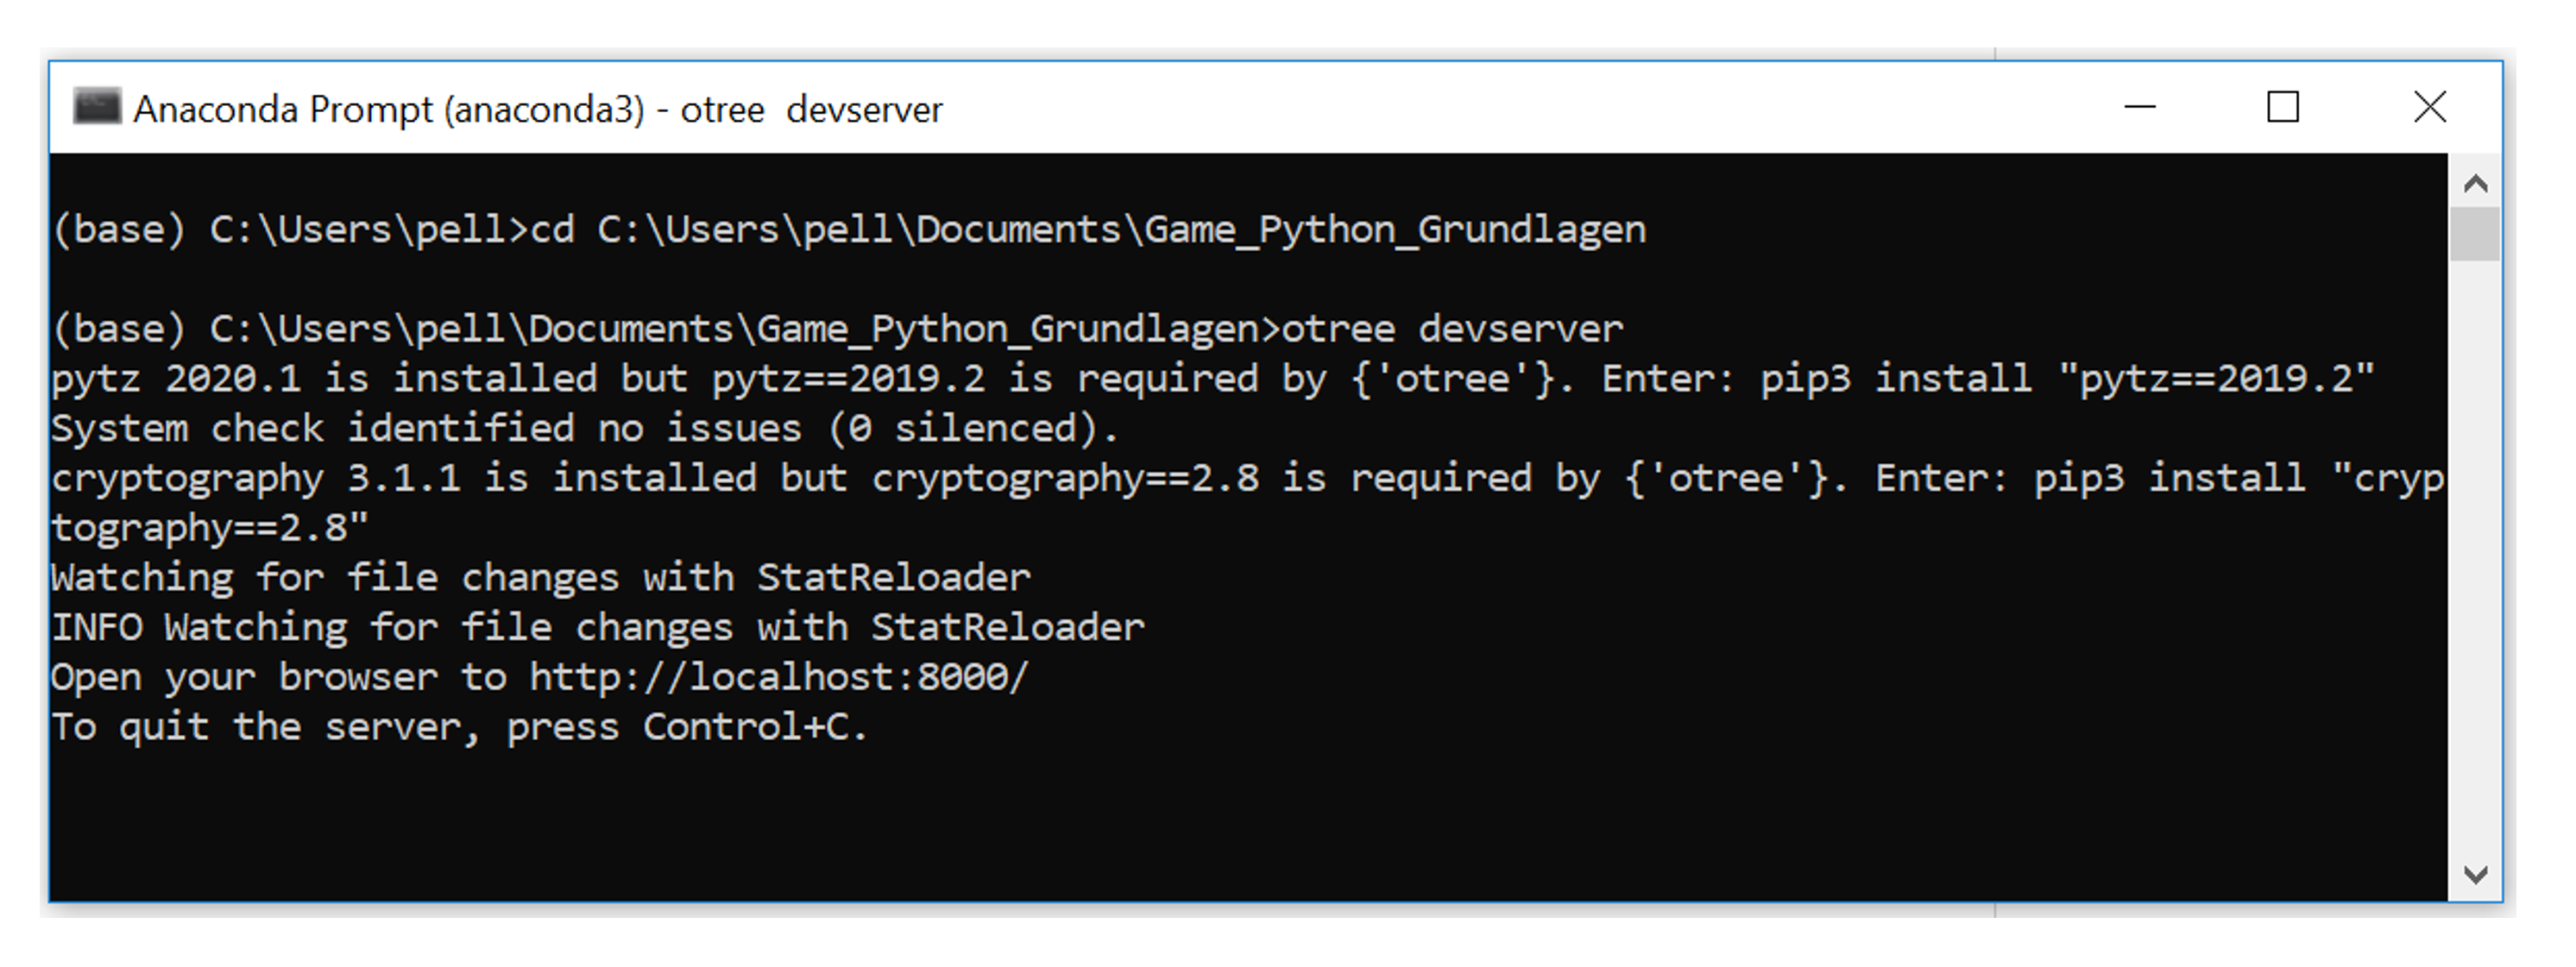 Anaconda Prompt (anaconda3) - otree  devserver
(base) C:\Users\pell>cd C:\Users\pell\Documents\Game_Python_Grundlagen
(base) C:\Users\pell\Documents\Game_Python_Grundlagen>otree devserver
pytz 2020.1 is installed but pytz==2019.2 is required by {'otree'}. Enter: pip3 install "pytz==2019.2"
System check identified no issues (0 silenced).
cryptography 3.1.1 is installed but cryptography==2.8 is required by {'otree'}. Enter: pip3 install "cryp
tography==2.8"
Watching for file changes with StatReloader
INFO Watching for file changes with StatReloader
Open your browser to http://localhost:8000/
To quit the server, press Control+C.